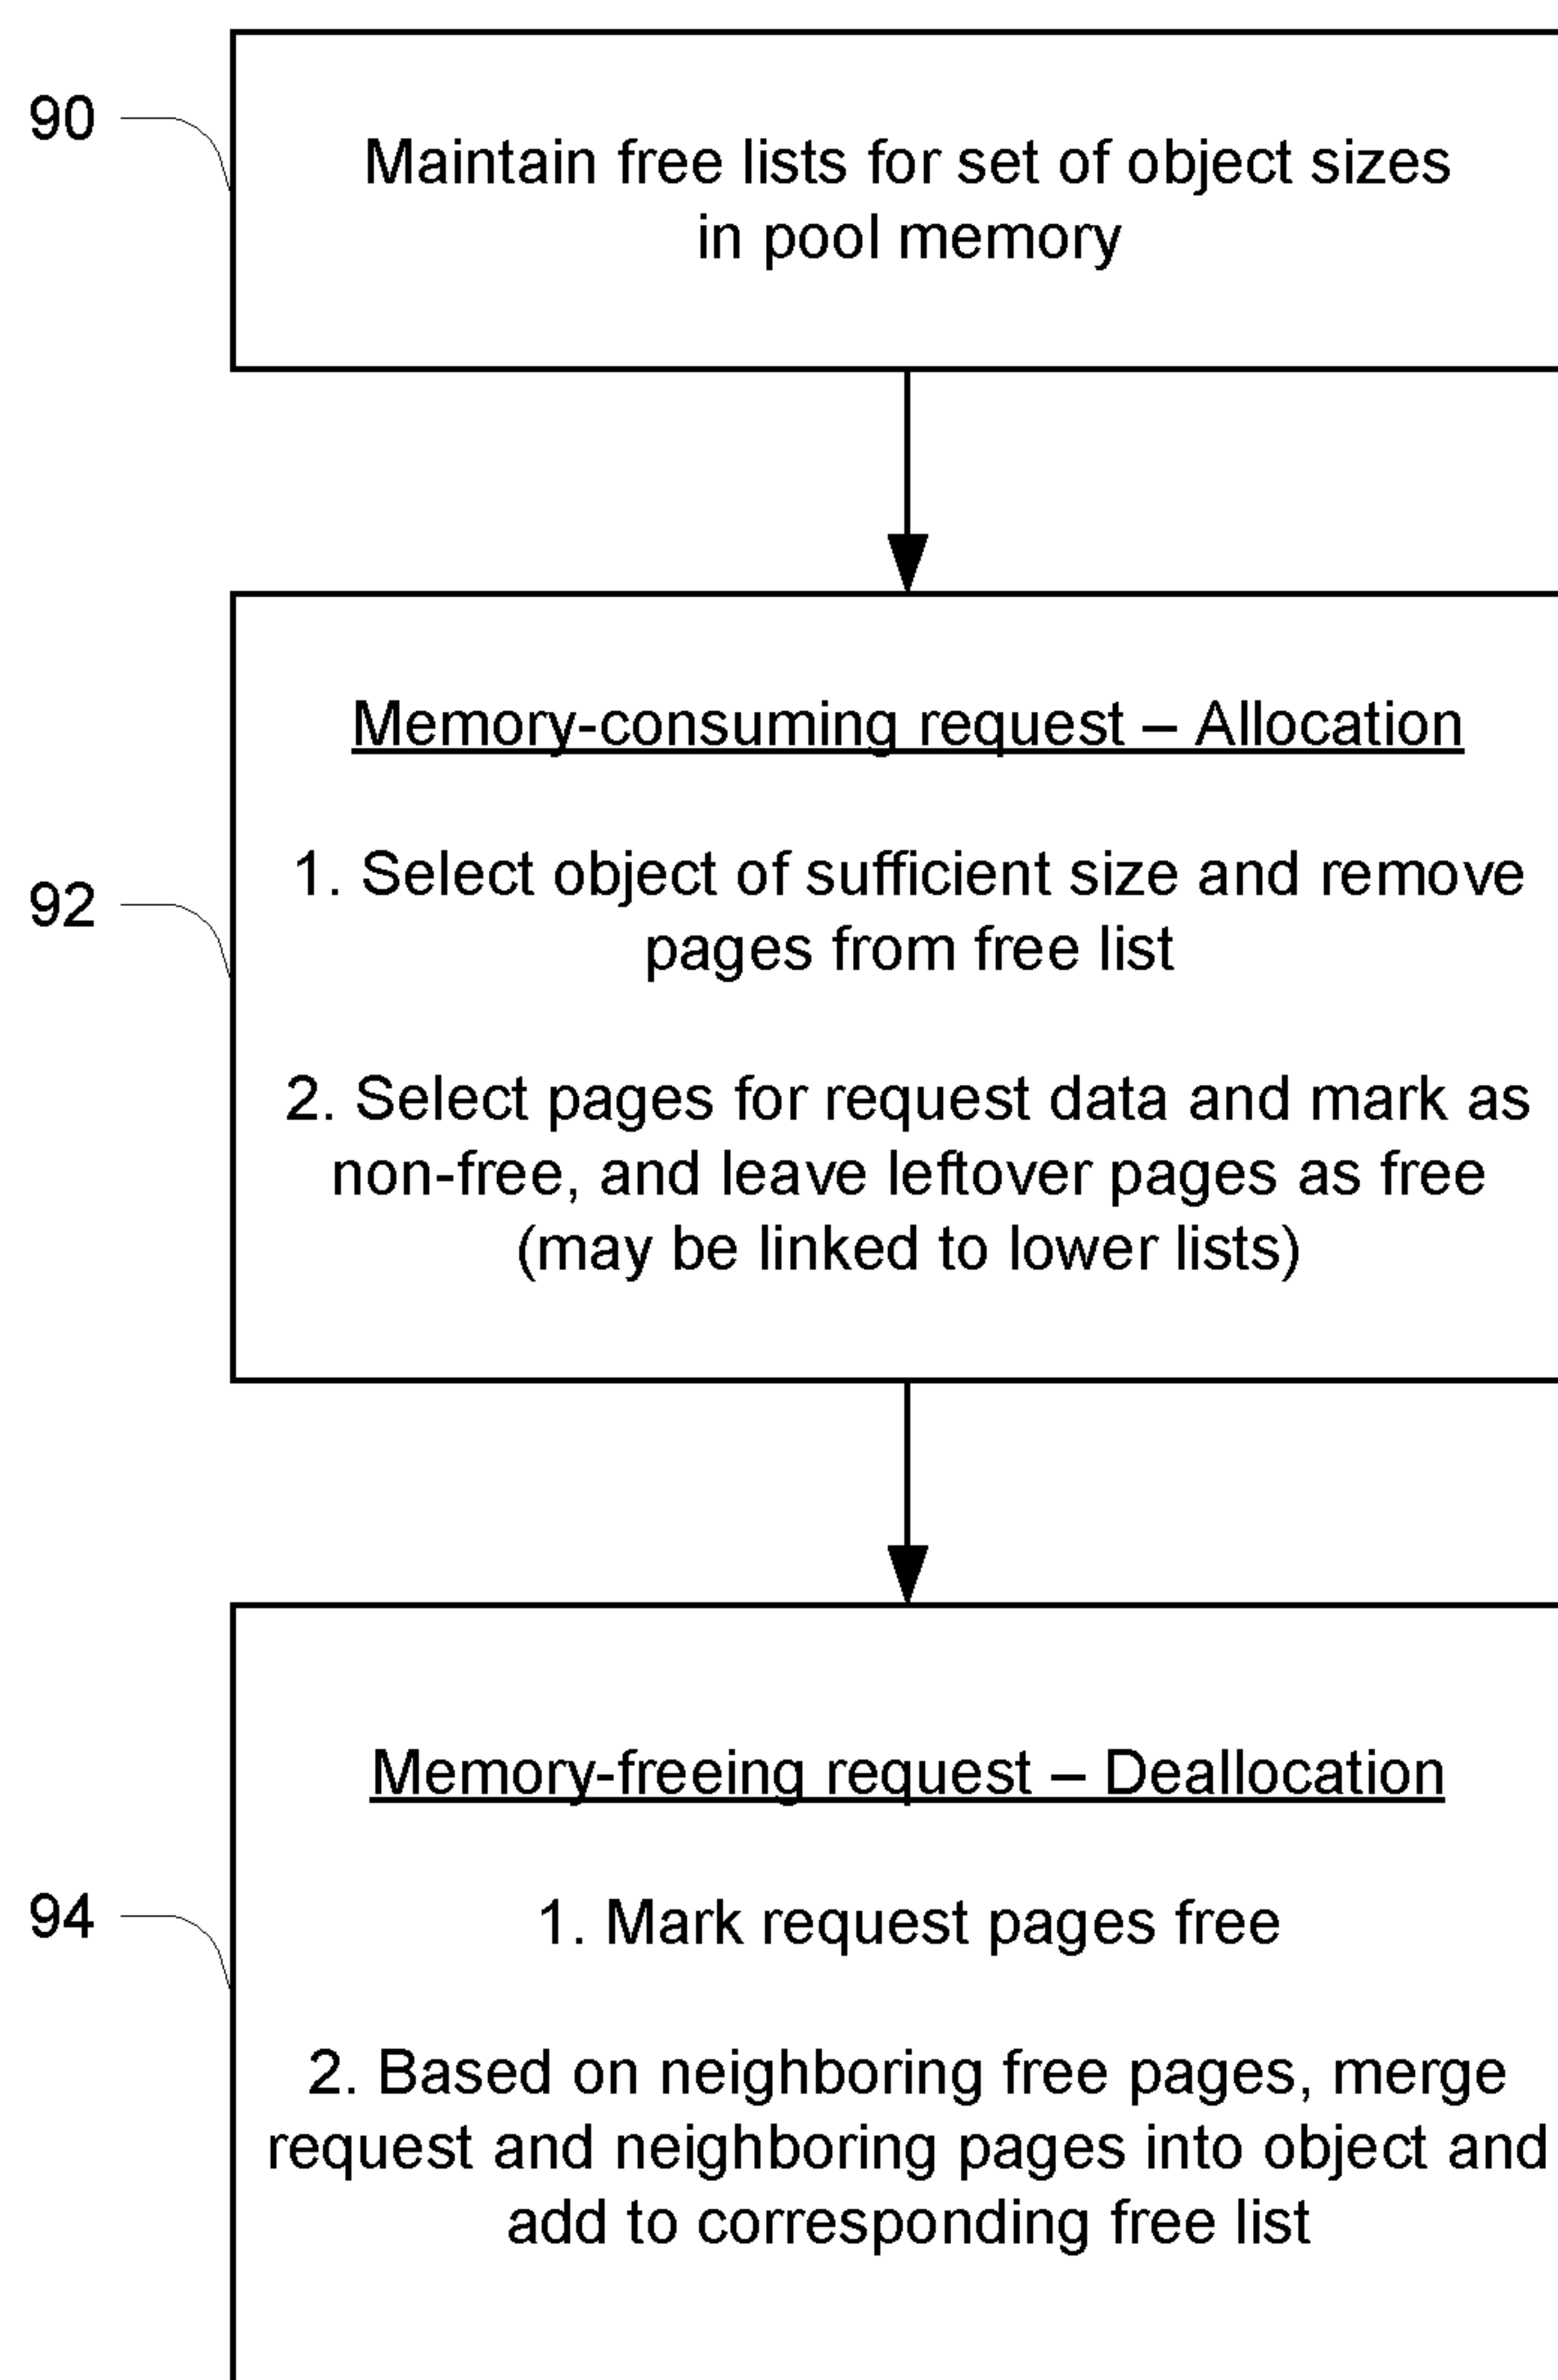 90
Maintain free lists for set of object sizes
in pool memory
92
Memory-consuming request – Allocation
1. Select object of sufficient size and remove
pages from free list
2. Select pages for request data and mark as
non-free, and leave leftover pages as free
(may be linked to lower lists)
94
Memory-freeing request – Deallocation
1. Mark request pages free
2. Based on neighboring free pages, merge
request and neighboring pages into object and
add to corresponding free list